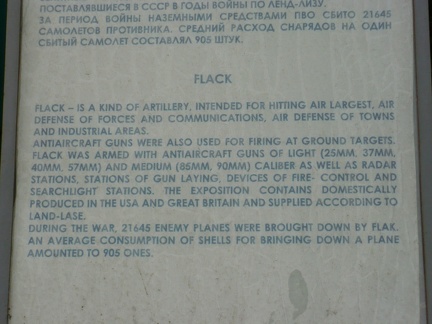 ПОСТАВЛЯВШИЕСЯ В СССР В ГОДЫ ВОЙНЫ ПО ЛЕНД-ЛИЗУ.
ЗА ПЕРИОД ВОЙНЫ НАЗЕМНЫМИ СРЕДСТВАМИ ПВО СБИТО 21645
САМОЛЕТОВ ПРОТИВНИКА. СРЕДНИЙ РАСХОД СНАРЯДОВ НА ОДИН
СБИТЫЙ САМОЛЕТ СОСТАВЛЯЛ 905 ШТУК.
FLACK
FLACK – IS A KIND OF ARTILLERY, INTENDED FOR HITTING AIR LARGEST, AIR
DEFENSE OF FORCES AND COMMUNICATIONS, AIR DEFENSE OF TOWNS
AND INDUSTRIAL AREAS.
ANTIAIRCRAFT GUNS WERE ALSO USED FOR FIRING AT GROUND TARGETS.
FLACK WAS ARMED WITH ANTIAIRCRAFT GUNS OF LIGHT (25MM, 37MM,
40MM, 57MM) AND MEDIUM (85MM, 90MM) CALIBER AS WELL AS RADAR
STATIONS, STATIONS OF GUN LAYING, DEVICES OF FIRE- CONTROL AND
SEARCHLIGHT STATIONS. THE EXPOSITION CONTAINS DOMESTICALLY
PRODUCED IN THE USA AND GREAT BRITAIN AND SUPPLIED ACCORDING TO
LAND-LASE.
DURING THE WAR, 21645 ENEMY PLANES WERE BROUGHT DOWN BY FLAK.
AN AVERAGE CONSUMPTION OF SHELLS FOR BRINGING DOWN A PLANE
AMOUNTED TO 905 ONES.